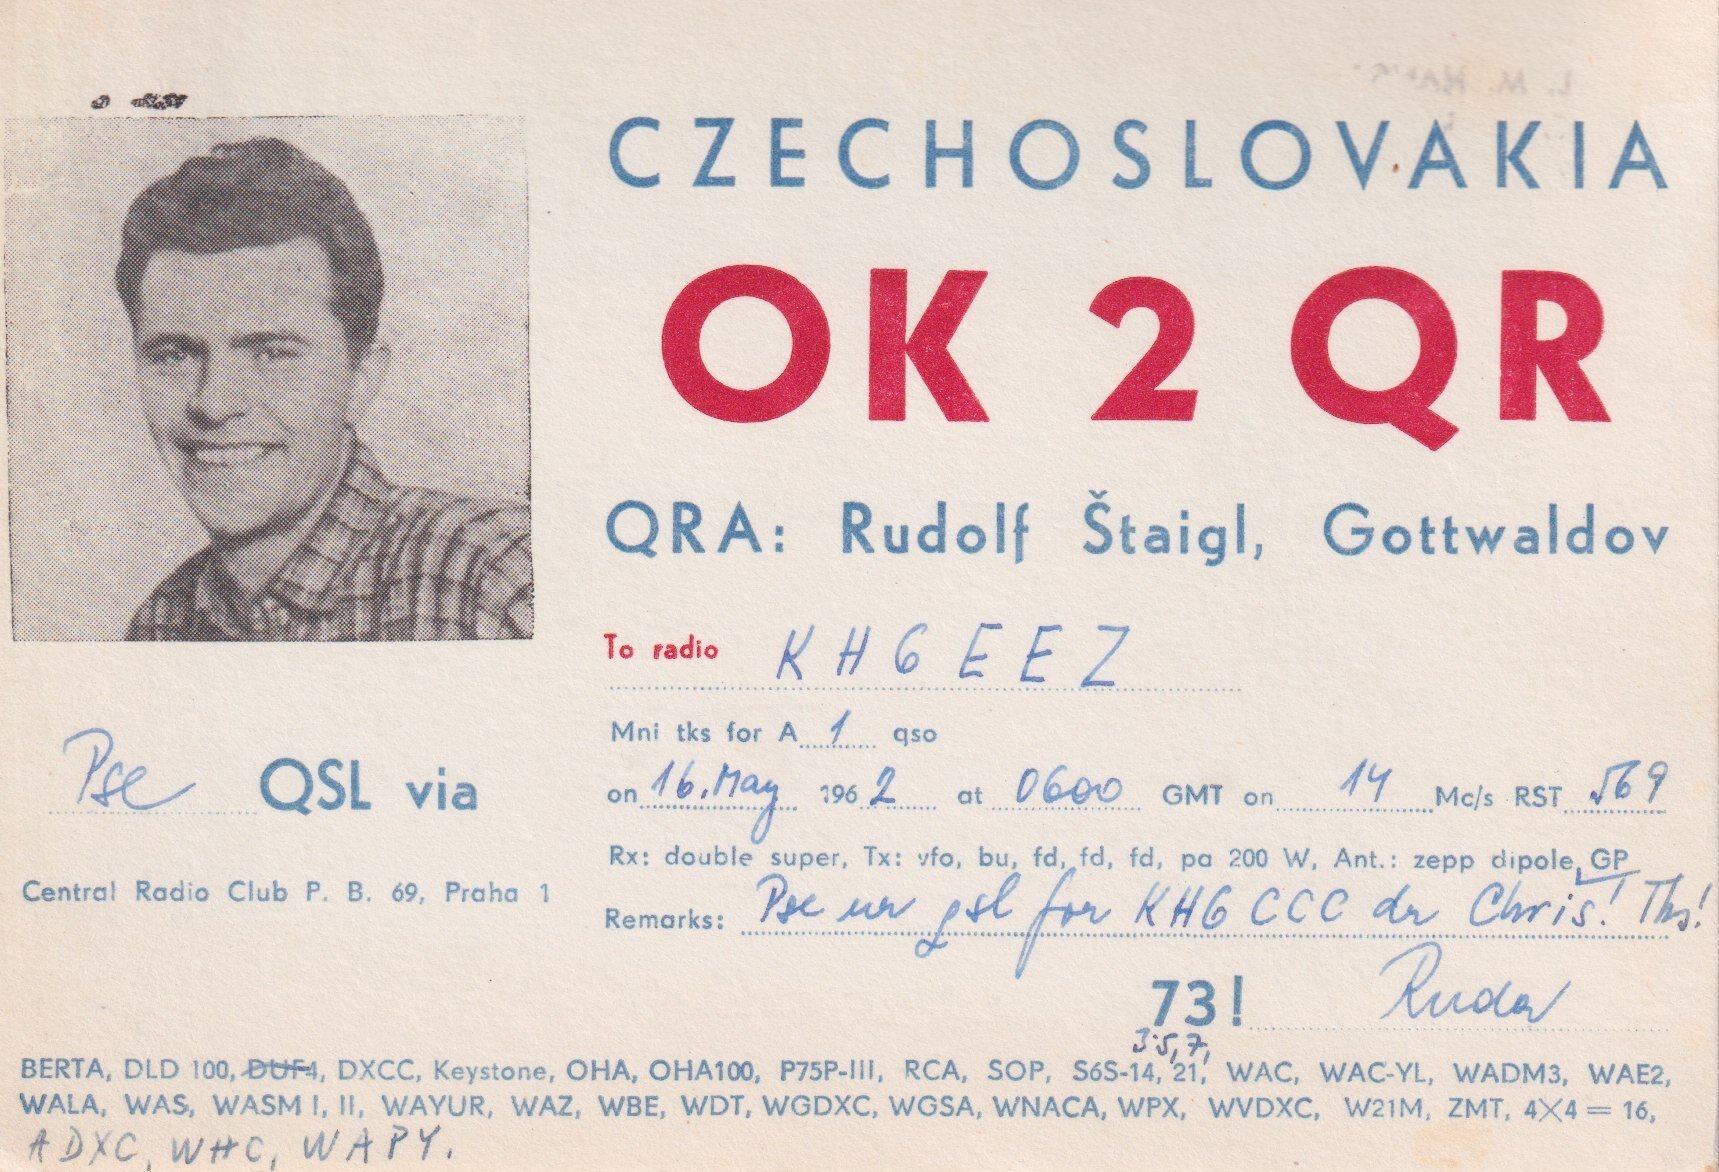 CZECHOSLOVAKIA
OK 2 QR
QRA: Rudolf Štaigl, Gottwaldov
To radio KH6EEZ
Mni tks for A 1 qso
on 16. May 1962 at 0600 GMT on 14 Mc/s RST 569
Rx: double super, Tx: vfo, bu, fd, fd, fd, pa 200 W, Ant.: zepp dipole, GP
Remarks: Pse ur qsl for KH6CCC dr Chris! Tks!
73! Ruda
Pse QSL via
Central Radio Club P. B. 69, Praha 1
3.5, 7,
BERTA, DLD 100, DUF4, DXCC, Keystone, OHA, OHA100, P75P-III, RCA, SOP, S6S-14, 21, WAC, WAC-YL, WADM3, WAE2,
WALA, WAS, WASM I, II, WAYUR, WAZ, WBE, WDT, WGDXC, WGSA, WNACA, WPX, WVDXC, W21M, ZMT, 4X4 = 16,
ADXC, WHC, WAPY.